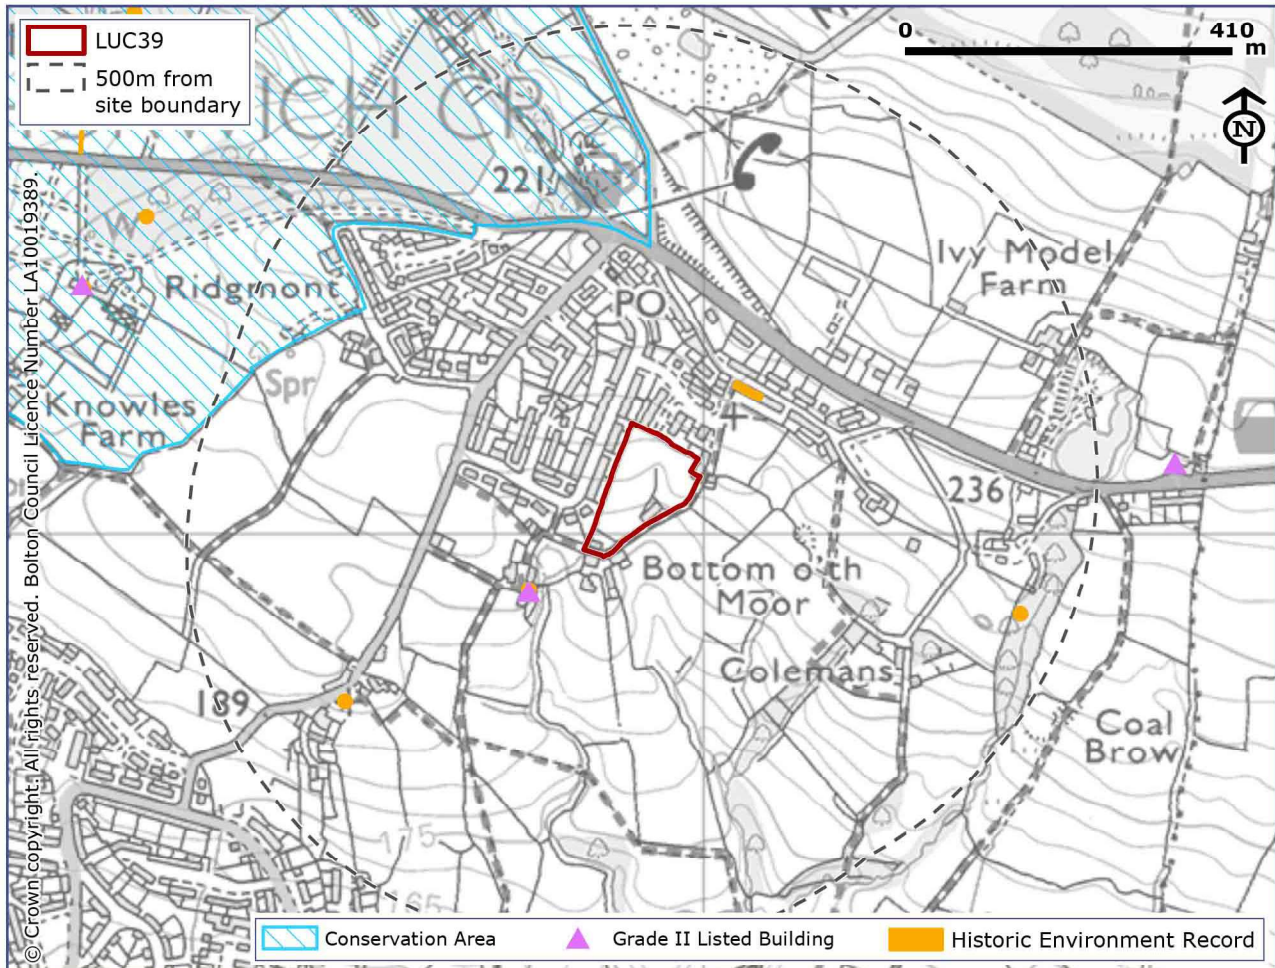 LUC39
500m from
site boundary
0 410
m
N
221
W
Ridgmont
PO
Ivy Model
Farm
Spr
Knowles
Farm
236
Bottom o'th
Moor
Colemans
189
Coal
Brow
175
165
© Crown copyright. All rights reserved. Bolton Council Licence Number LA10019389.
Conservation Area
Grade II Listed Building
Historic Environment Record